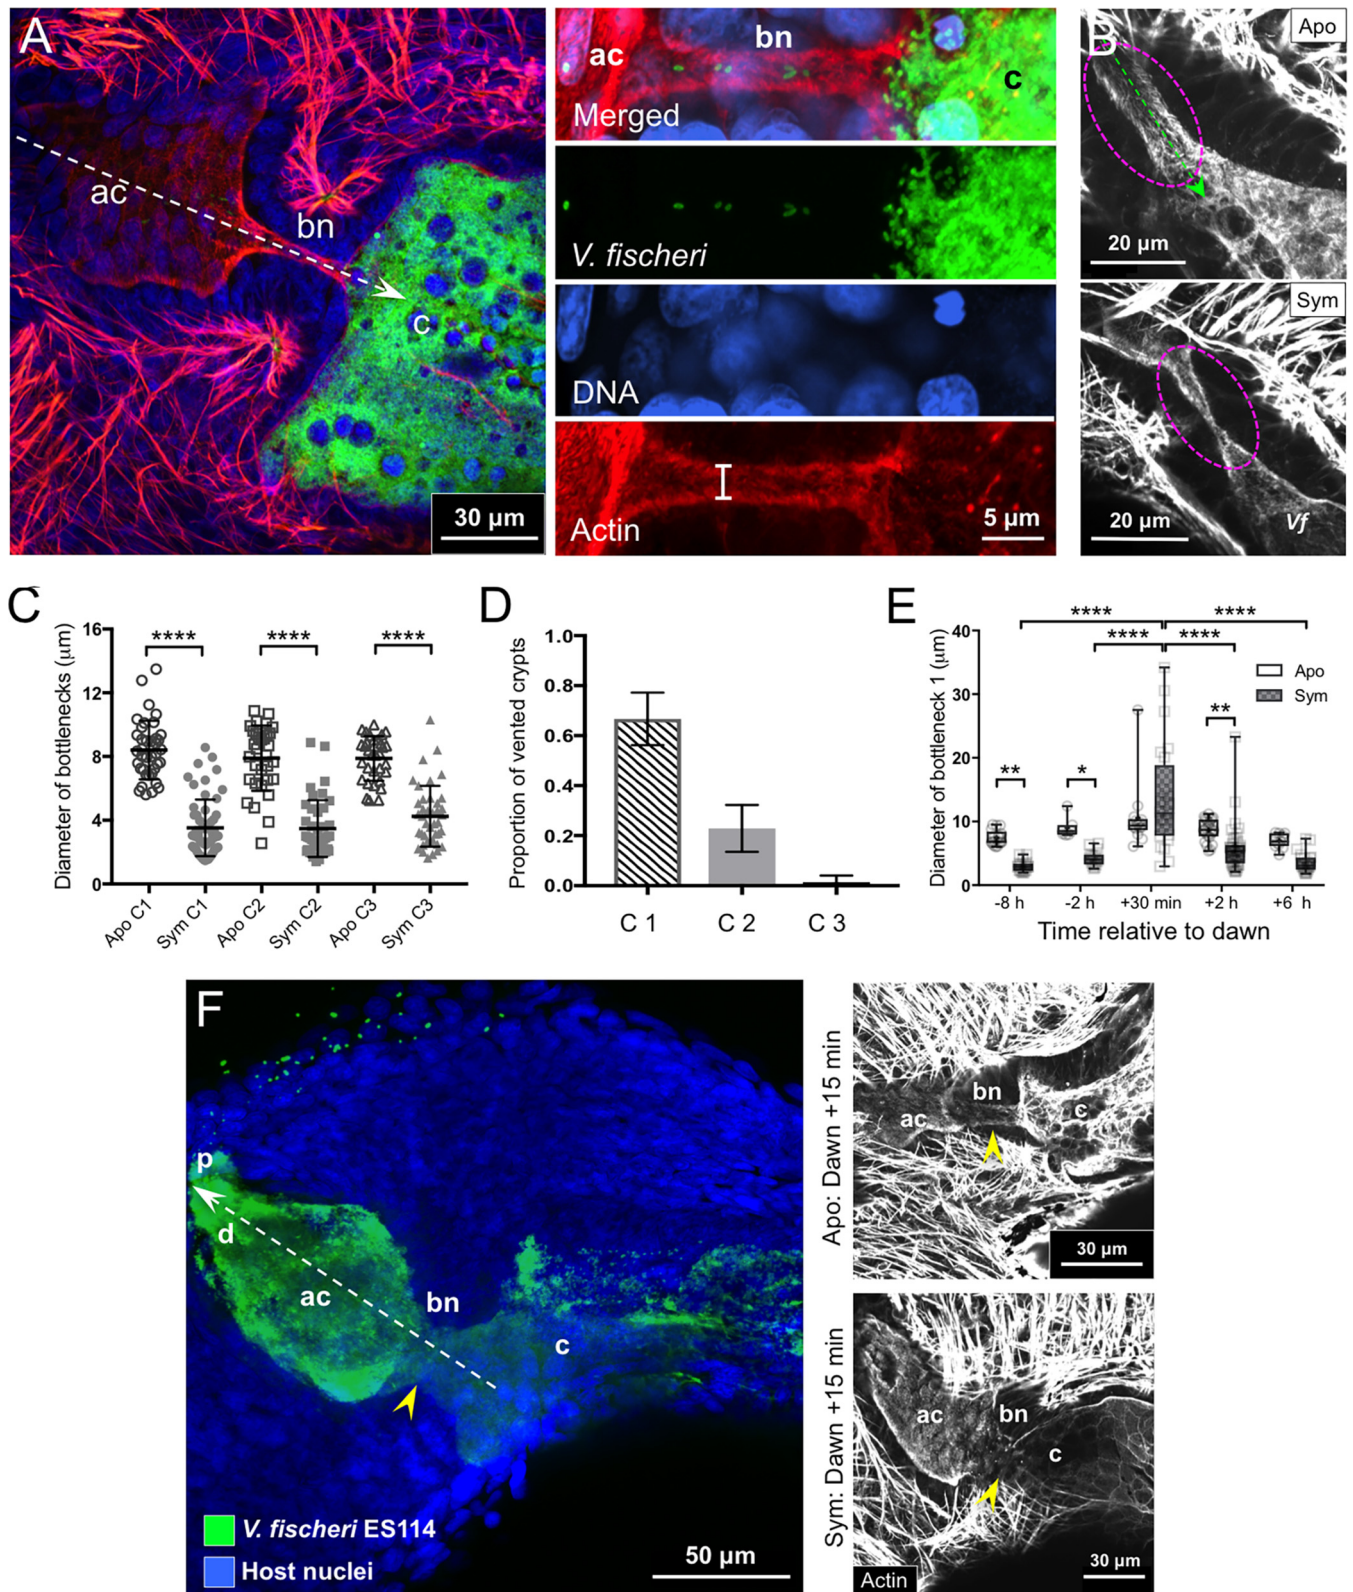 A
ac
bn
c
30 µm
ac
bn
c
Merged
V. fischeri
DNA
Actin
5 µm
B
Apo
20 µm
Sym
20 µm
Vf
C
Diameter of bottlenecks (µm)
16
12
8
4
0
****
****
****
Apo C1
Sym C1
Apo C2
Sym C2
Apo C3
Sym C3
D
Proportion of vented crypts
1.0
0.8
0.6
0.4
0.2
0.0
C 1
C 2
C 3
E
Diameter of bottleneck 1 (µm)
40
30
20
10
0
****
****
****
****
**
*
**
Apo
Sym
-8 h
-2 h
+30 min
+2 h
+6 h
Time relative to dawn
F
p
d
ac
bn
c
V. fischeri ES114
Host nuclei
50 µm
Apo: Dawn +15 min
bn
ac
c
30 µm
Sym: Dawn +15 min
ac
bn
c
Actin
30 µm